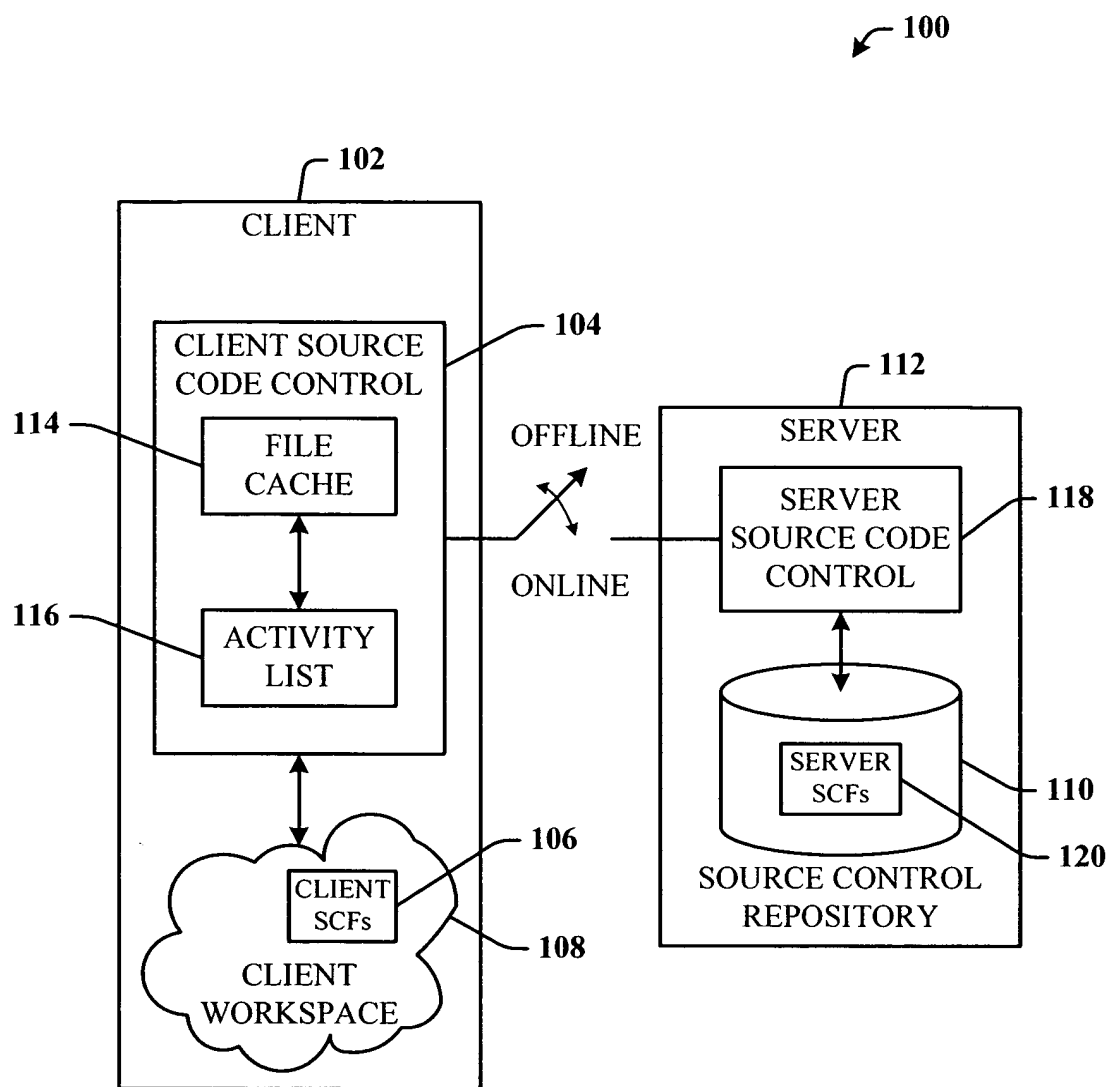 100
102
CLIENT
104
CLIENT SOURCE
CODE CONTROL
112
114
FILE
CACHE
OFFLINE
SERVER
SERVER
SOURCE CODE
CONTROL
118
ONLINE
116
ACTIVITY
LIST
SERVER
SCFs
110
106
120
CLIENT
SCFs
SOURCE CONTROL
REPOSITORY
108
CLIENT
WORKSPACE